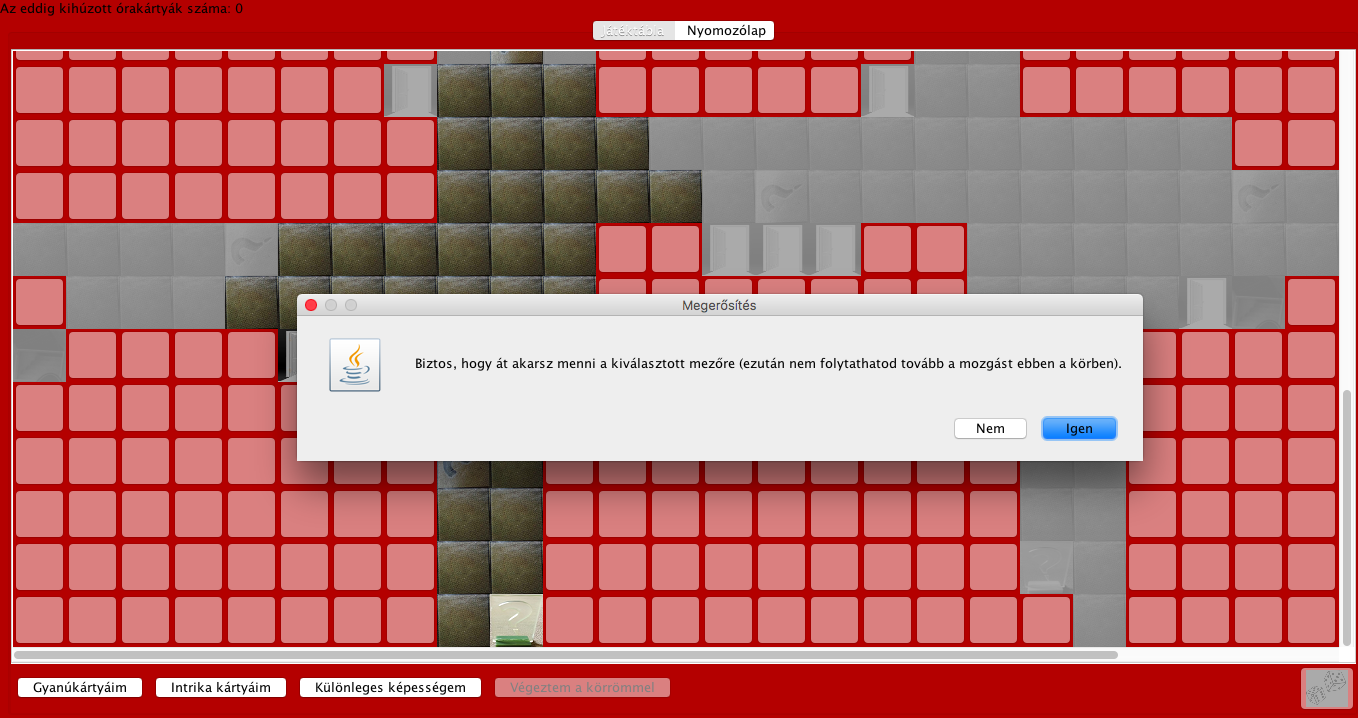 Az eddig kihúzott órakártyák száma: 0
Játéktábla
Nyomozólap
Megerősítés
Biztos, hogy át akarsz menni a kiválasztott mezőre (ezután nem folytathatod tovább a mozgást ebben a körben).
Nem
Igen
Gyanúkártyáim
Intrika kártyáim
Különleges képességem
Végeztem a körrömmel